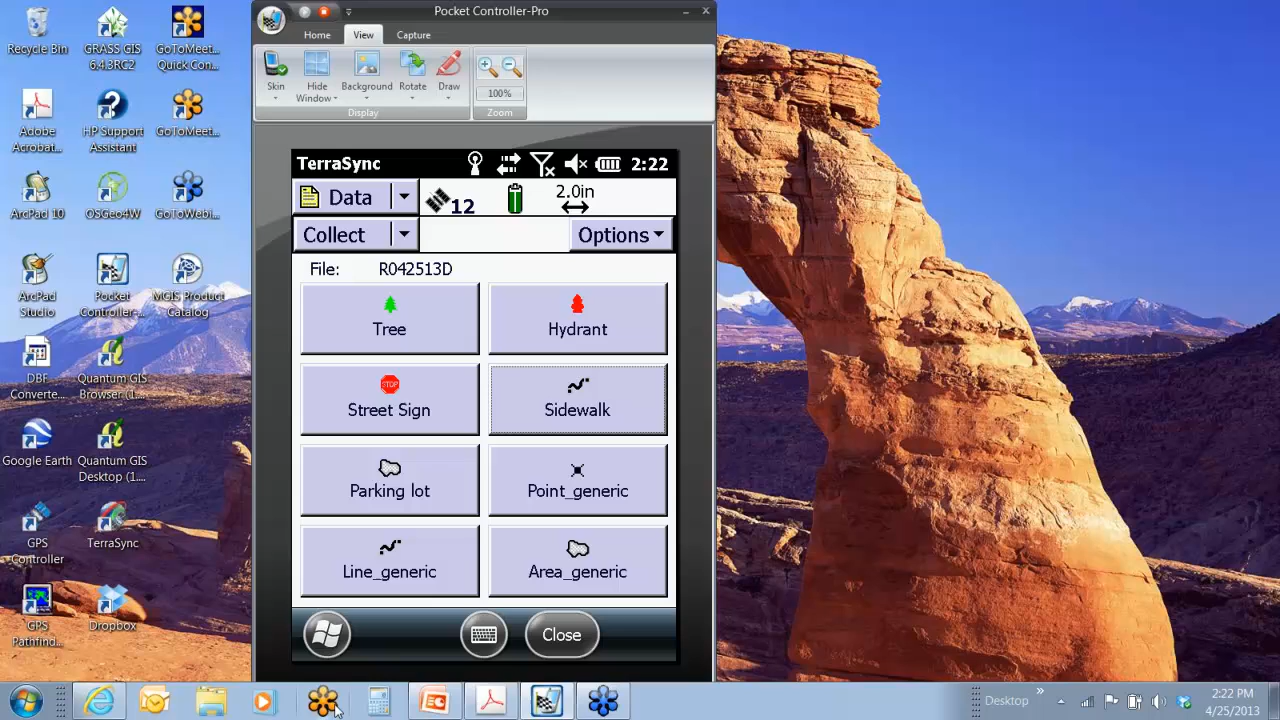 Pocket Controller-Pro
Home View Capture
Skin
Hide
Window
Background
Rotate
Draw
100%
Display
Zoom
Recycle Bin
GRASS GIS
6.4.3RC2
GoToMeet...
Quick Con...
Adobe
Acrobat...
HP Support
Assistant
GoToMeet...
ArcPad 10
OSGeo4W
GoToWebi...
ArcPad
Studio
Pocket
Controller-...
MGIS Product
Catalog
DBF
Converte...
Quantum GIS
Browser (1....
Google Earth
Quantum GIS
Desktop (1....
GPS
Controller
TerraSync
GPS
Pathfin...
Dropbox
TerraSync 2:22
Data 12 2.0in
Collect Options
File: R042513D
Tree
Hydrant
STOP
Street Sign
Sidewalk
Parking lot
Point_generic
Line_generic
Area_generic
Close
Desktop »
2:22 PM
4/25/2013